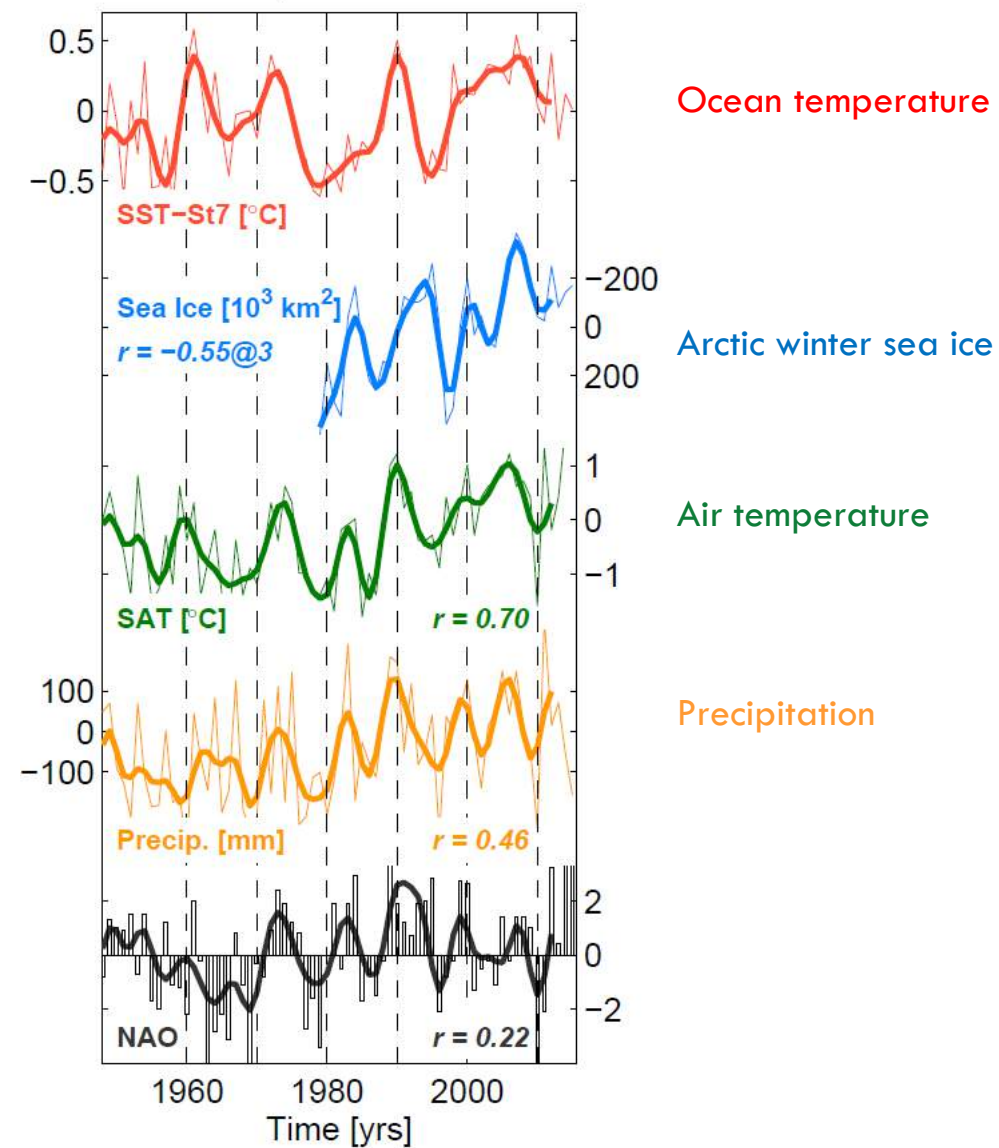 0.5
0
−0.5
SST−St7 [°C]
Ocean temperature
Sea Ice [10³ km²]
r = −0.55@3
−200
0
200
Arctic winter sea ice
1
0
−1
SAT [°C]
r = 0.70
Air temperature
100
0
−100
Precip. [mm]
r = 0.46
Precipitation
2
0
−2
NAO
r = 0.22
1960 1980 2000
Time [yrs]